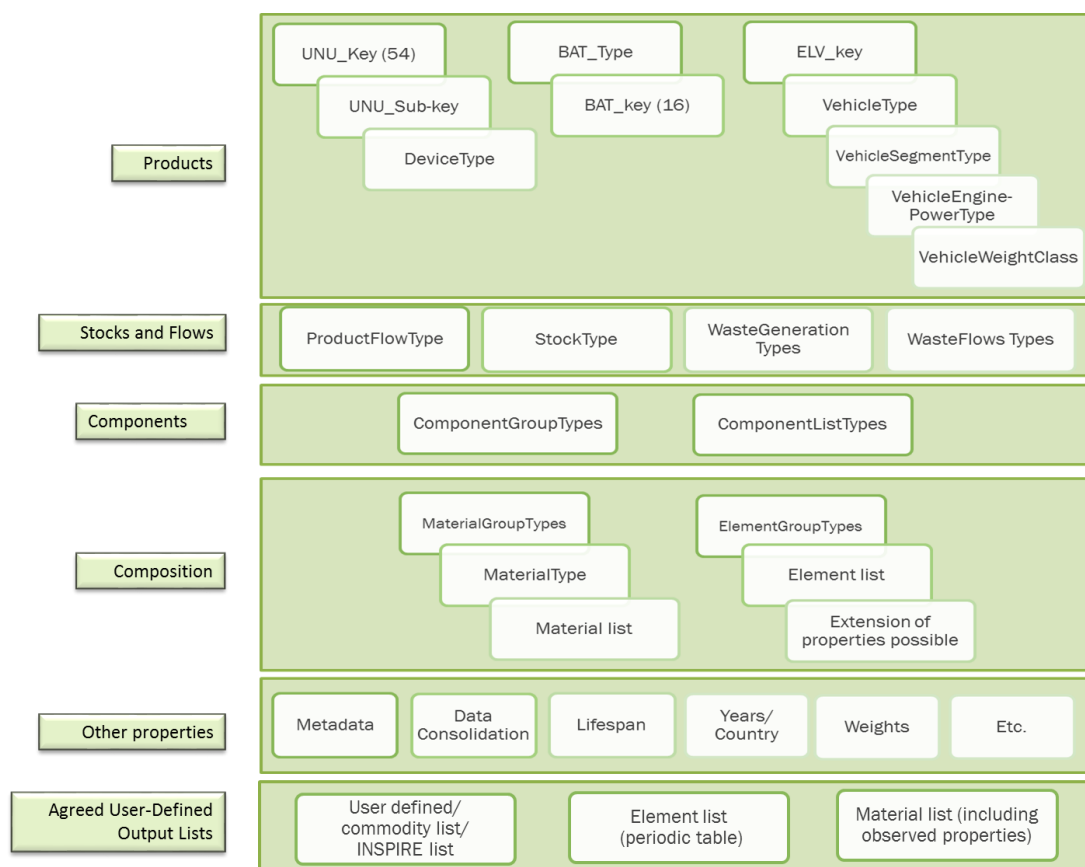 UNU_Key (54)
UNU_Sub-key
DeviceType
BAT_Type
BAT_key (16)
ELV_key
VehicleType
VehicleSegmentType
VehicleEngine-
PowerType
VehicleWeightClass
Products
Stocks and Flows
ProductFlowType
StockType
WasteGeneration
Types
WasteFlows Types
Components
ComponentGroupTypes
ComponentListTypes
Composition
MaterialGroupTypes
MaterialType
Material list
ElementGroupTypes
Element list
Extension of
properties possible
Other properties
Metadata
Data
Consolidation
Lifespan
Years/
Country
Weights
Etc.
Agreed User-Defined
Output Lists
User defined/
commodity list/
INSPIRE list
Element list
(periodic table)
Material list (including
observed properties)